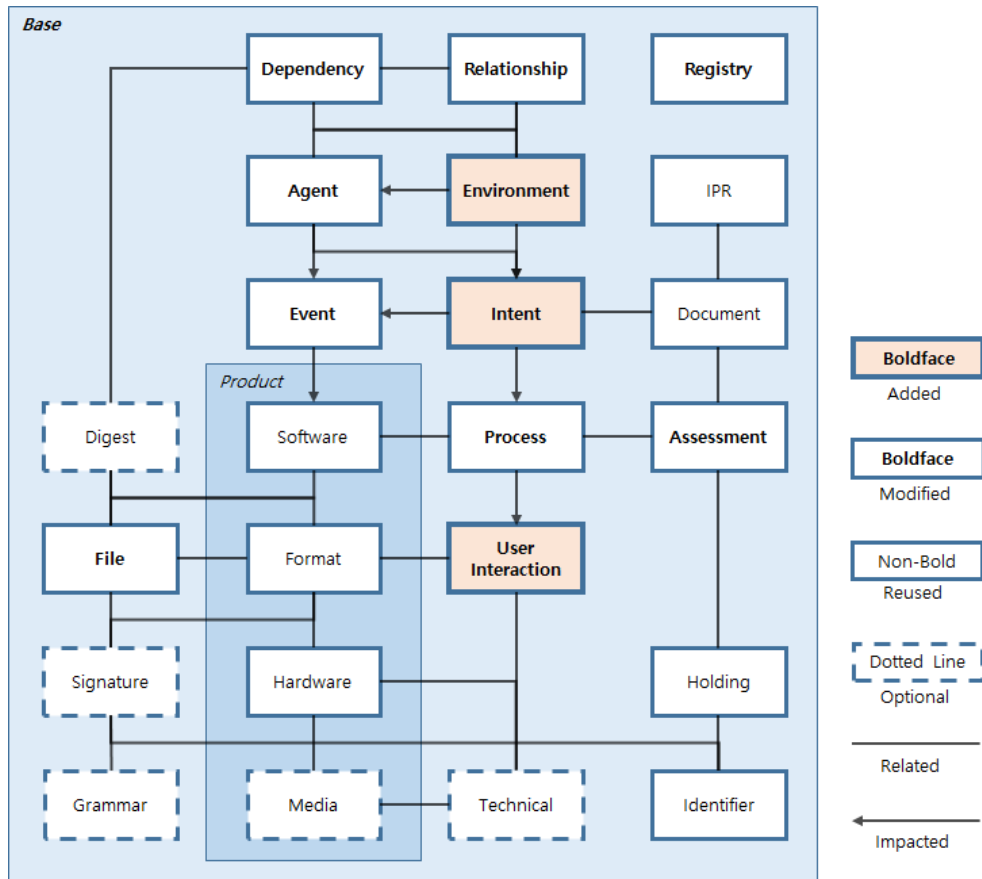 Base
Dependency
Relationship
Registry
Agent
Environment
IPR
Event
Intent
Document
Product
Digest
Software
Process
Assessment
File
Format
User
Interaction
Signature
Hardware
Holding
Grammar
Media
Technical
Identifier
Boldface
Added
Boldface
Modified
Non-Bold
Reused
Dotted Line
Optional
Related
Impacted